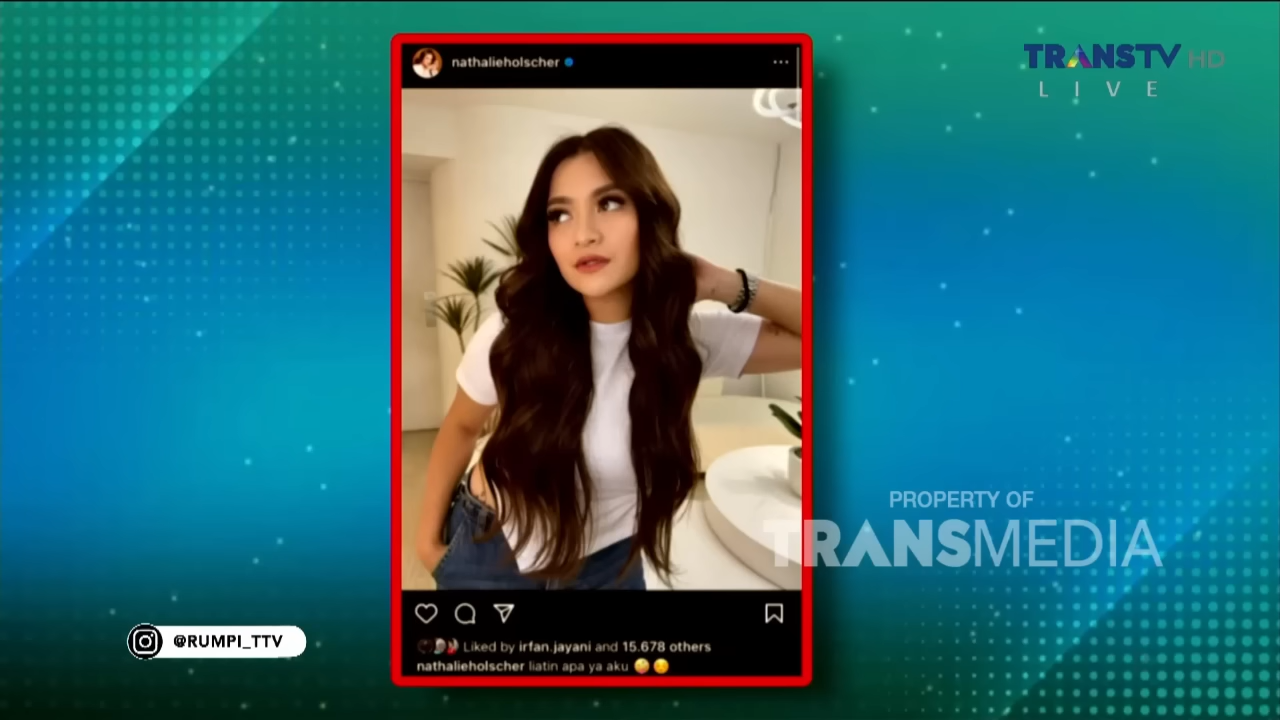 nathalieholscher
TRANSTV HD
LIVE
PROPERTY OF
TRANSMEDIA
@RUMPI_TTV
Liked by irfan.jayani and 15.678 others
nathalieholscher liatin apa ya aku 🤪☺️